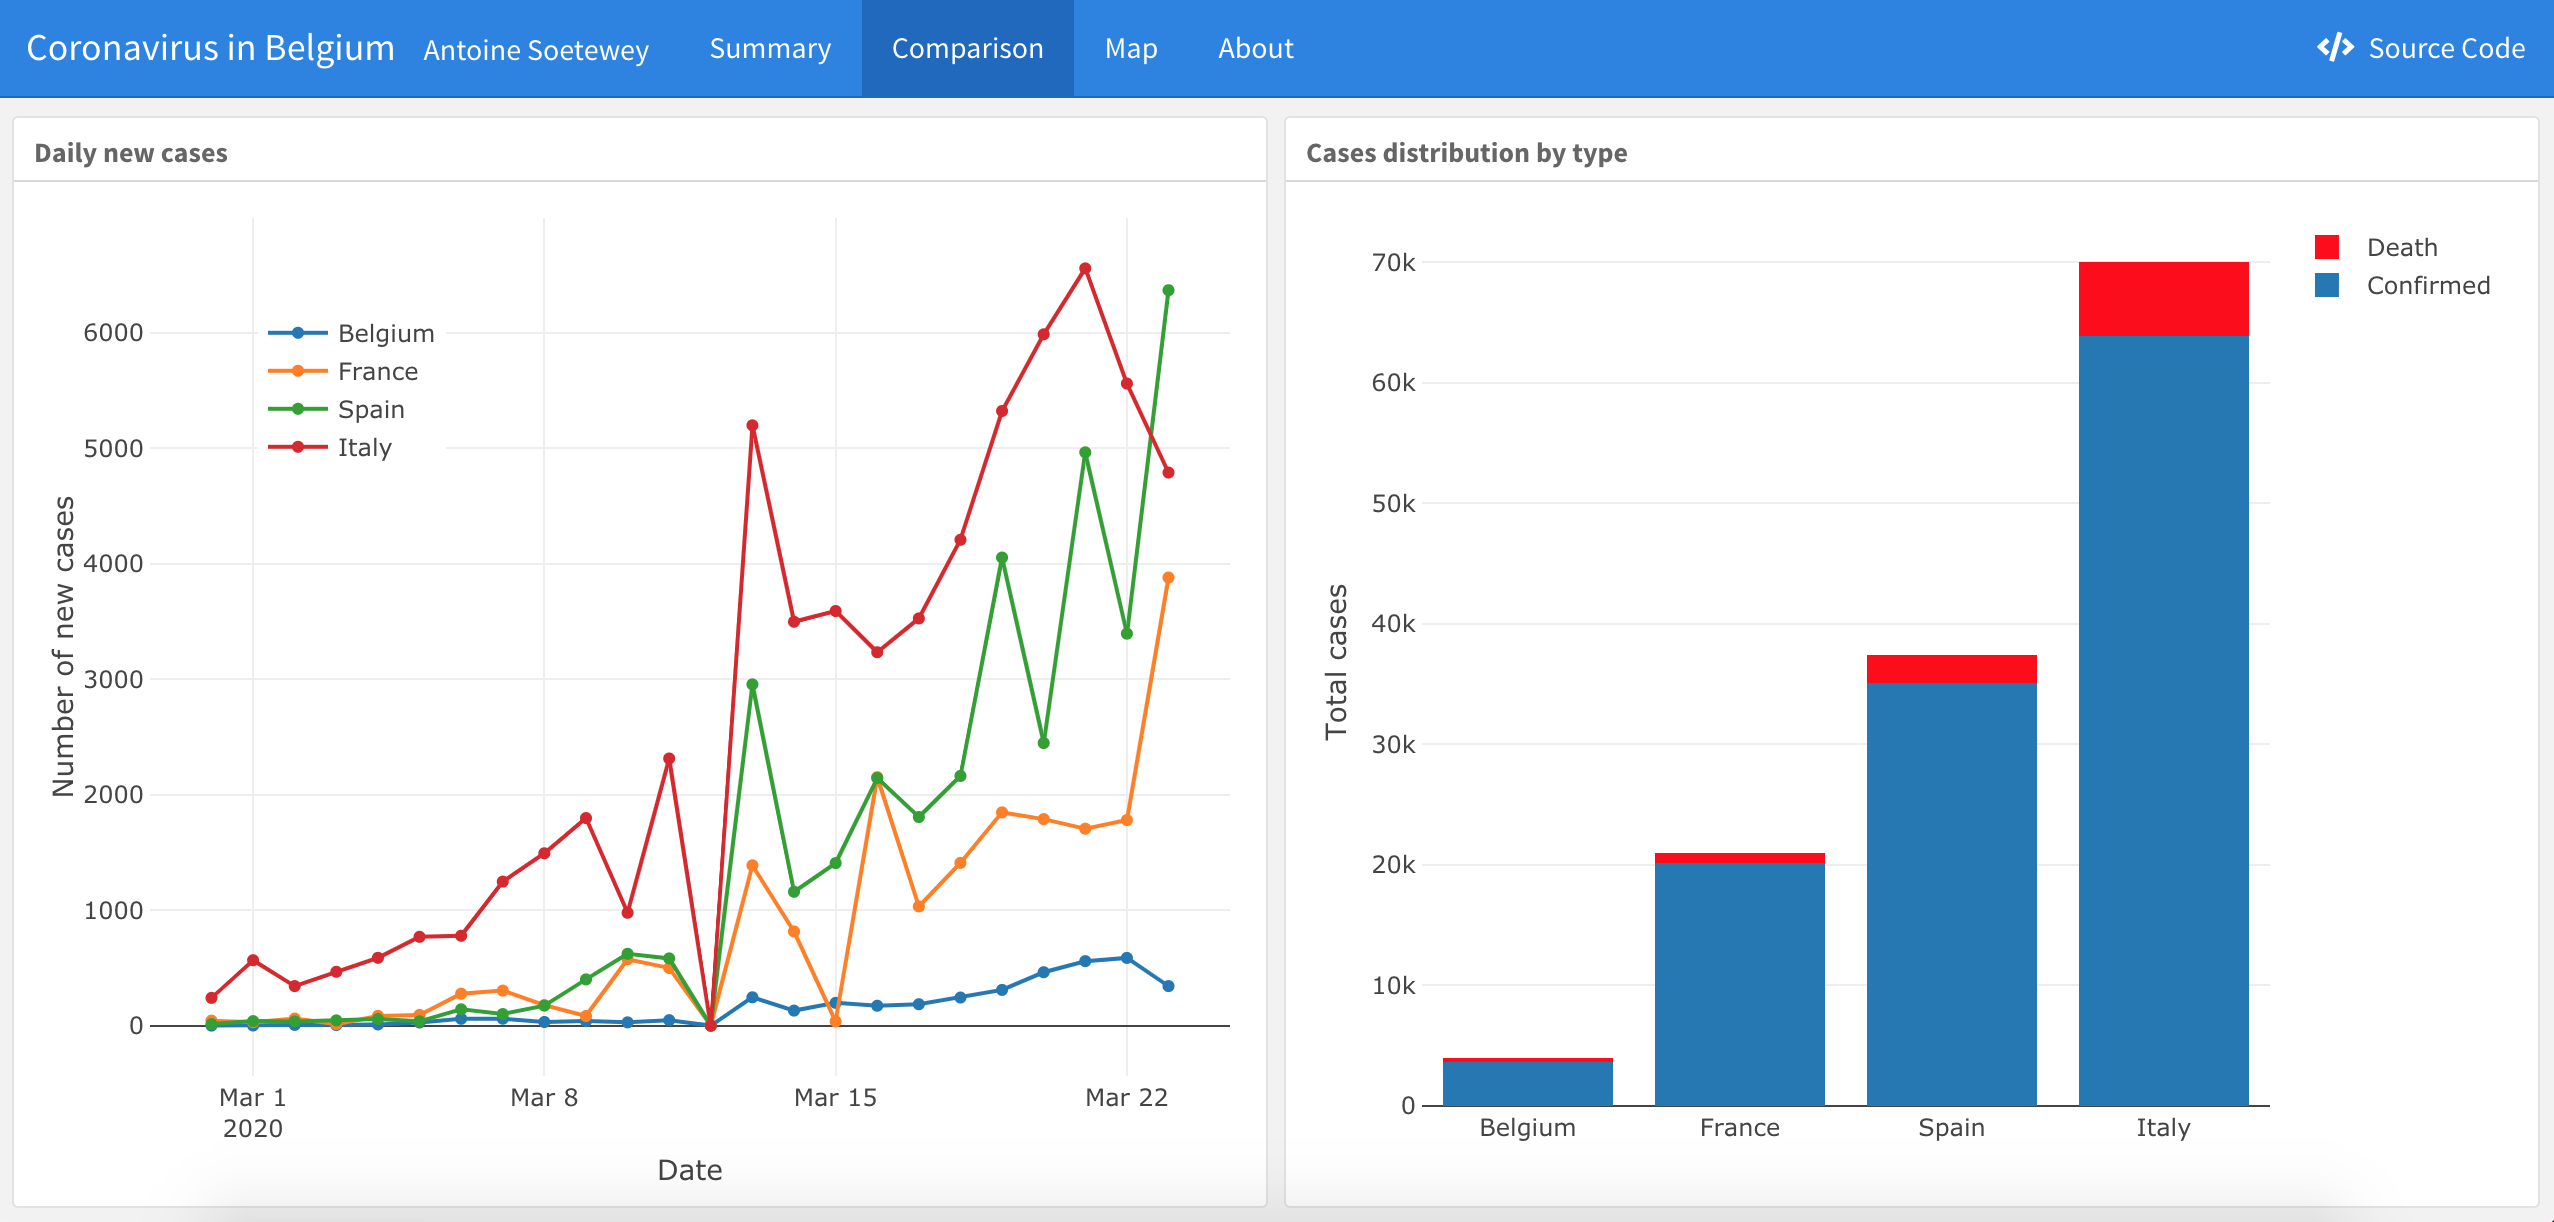 Coronavirus in Belgium Antoine Soetewey Summary Comparison Map About Source Code
Daily new cases
Number of new cases
6000
5000
4000
3000
2000
1000
0
Belgium
France
Spain
Italy
Mar 1
2020
Mar 8
Mar 15
Mar 22
Date
Cases distribution by type
Total cases
70k
60k
50k
40k
30k
20k
10k
0
Belgium
France
Spain
Italy
Death
Confirmed